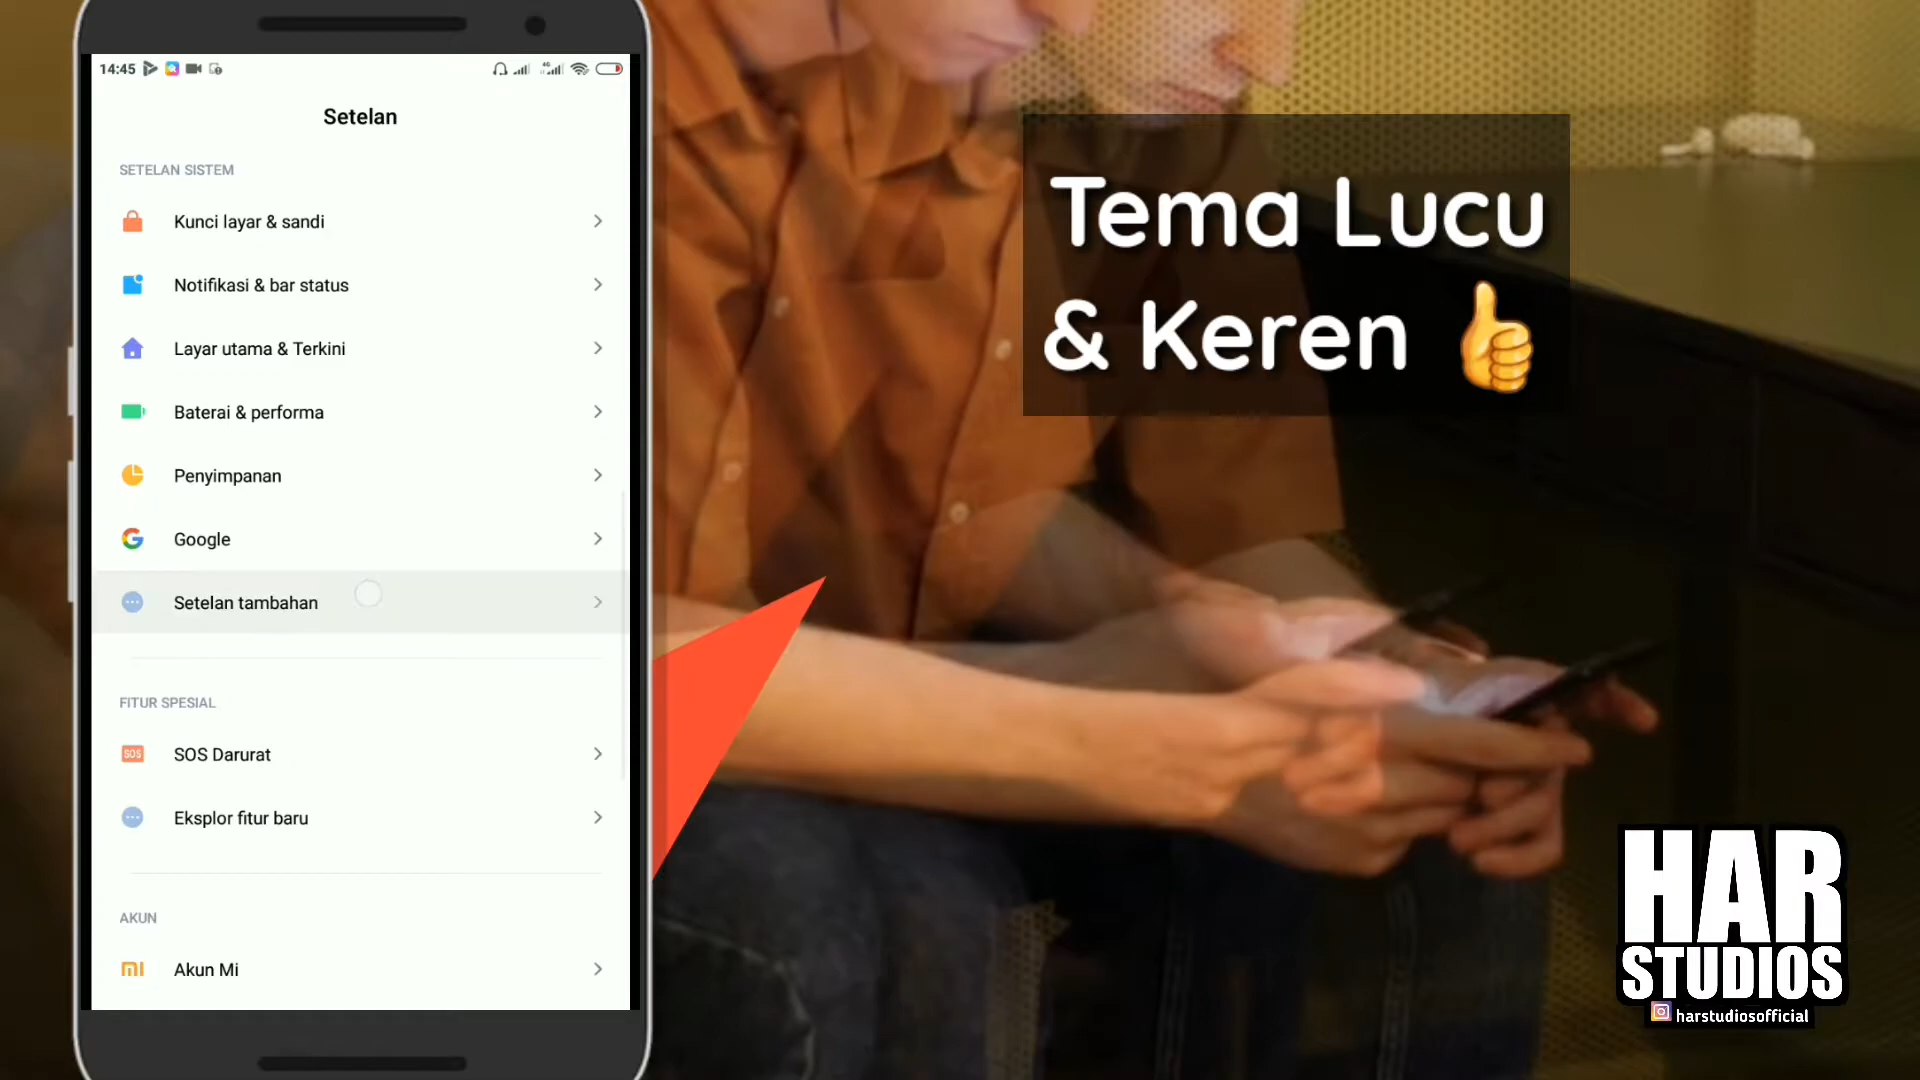 14:45
Setelan
SETELAN SISTEM
Kunci layar & sandi
Notifikasi & bar status
Layar utama & Terkini
Baterai & performa
Penyimpanan
Google
Setelan tambahan
FITUR SPESIAL
SOS
SOS Darurat
Eksplor fitur baru
AKUN
Akun Mi
Tema Lucu
& Keren 👍
HAR
STUDIOS
harstudiosofficial